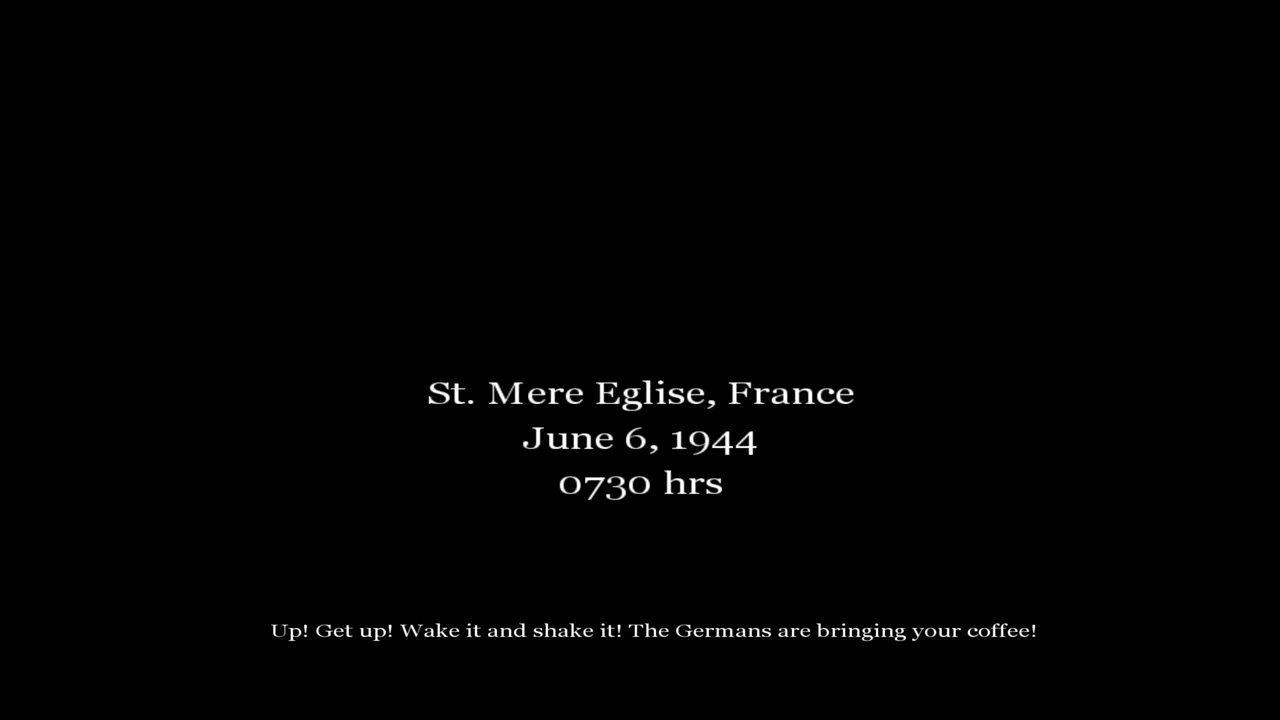 St. Mere Eglise, France
June 6, 1944
0730 hrs
Up! Get up! Wake it and shake it! The Germans are bringing your coffee!